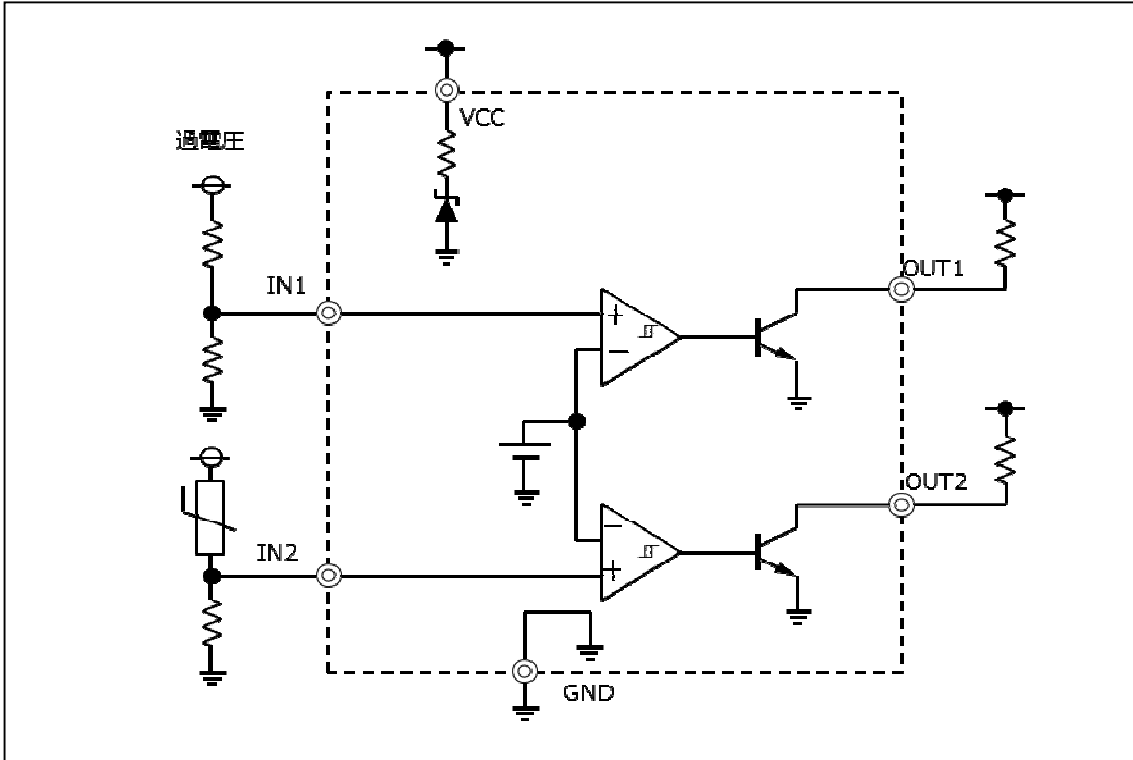 VCC
過電圧
OUT1
IN1
+
−
OUT2
−
IN2
+
GND